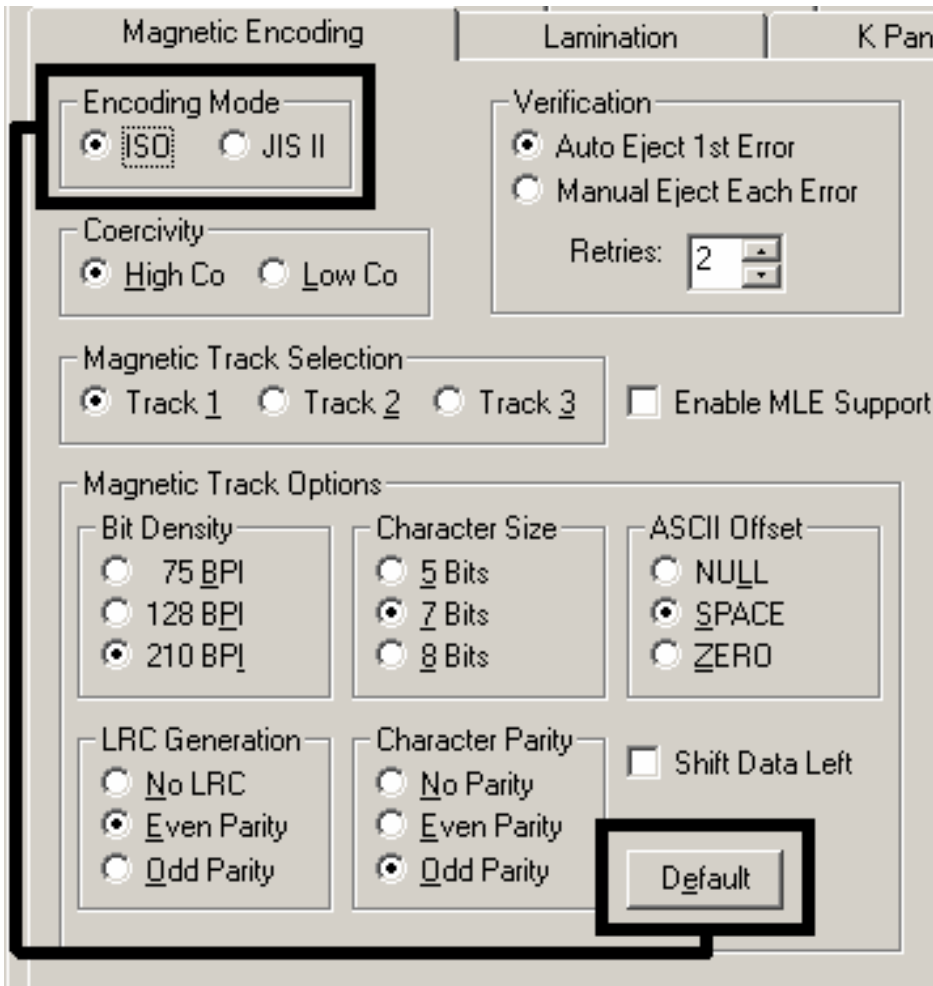 Magnetic Encoding
Lamination
K Pan
Encoding Mode
ISO
JIS II
Verification
Auto Eject 1st Error
Manual Eject Each Error
Retries: 2
Coercivity
High Co
Low Co
Magnetic Track Selection
Track 1
Track 2
Track 3
Enable MLE Support
Magnetic Track Options
Bit Density
75 BPI
128 BPI
210 BPI
Character Size
5 Bits
7 Bits
8 Bits
ASCII Offset
NULL
SPACE
ZERO
LRC Generation
No LRC
Even Parity
Odd Parity
Character Parity
No Parity
Even Parity
Odd Parity
Shift Data Left
Default